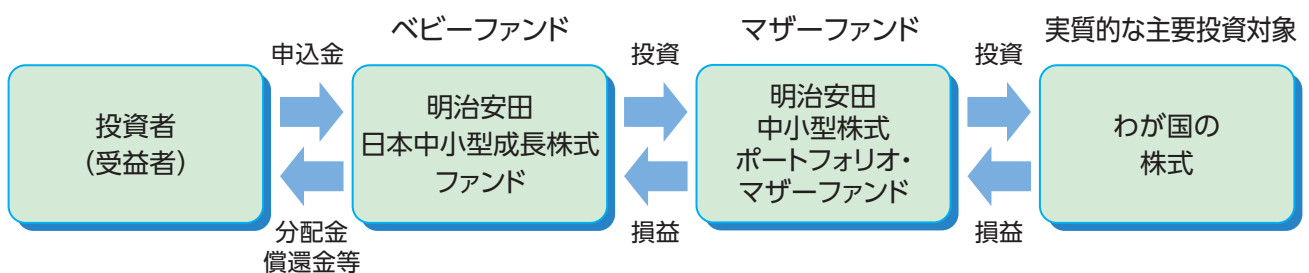 ベビーファンド
マザーファンド
実質的な主要投資対象
申込金
投資
投資
投資者
（受益者）
明治安田
日本中小型成長株式
ファンド
明治安田
中小型株式
ポートフォリオ・
マザーファンド
わが国の
株式
分配金
償還金等
損益
損益